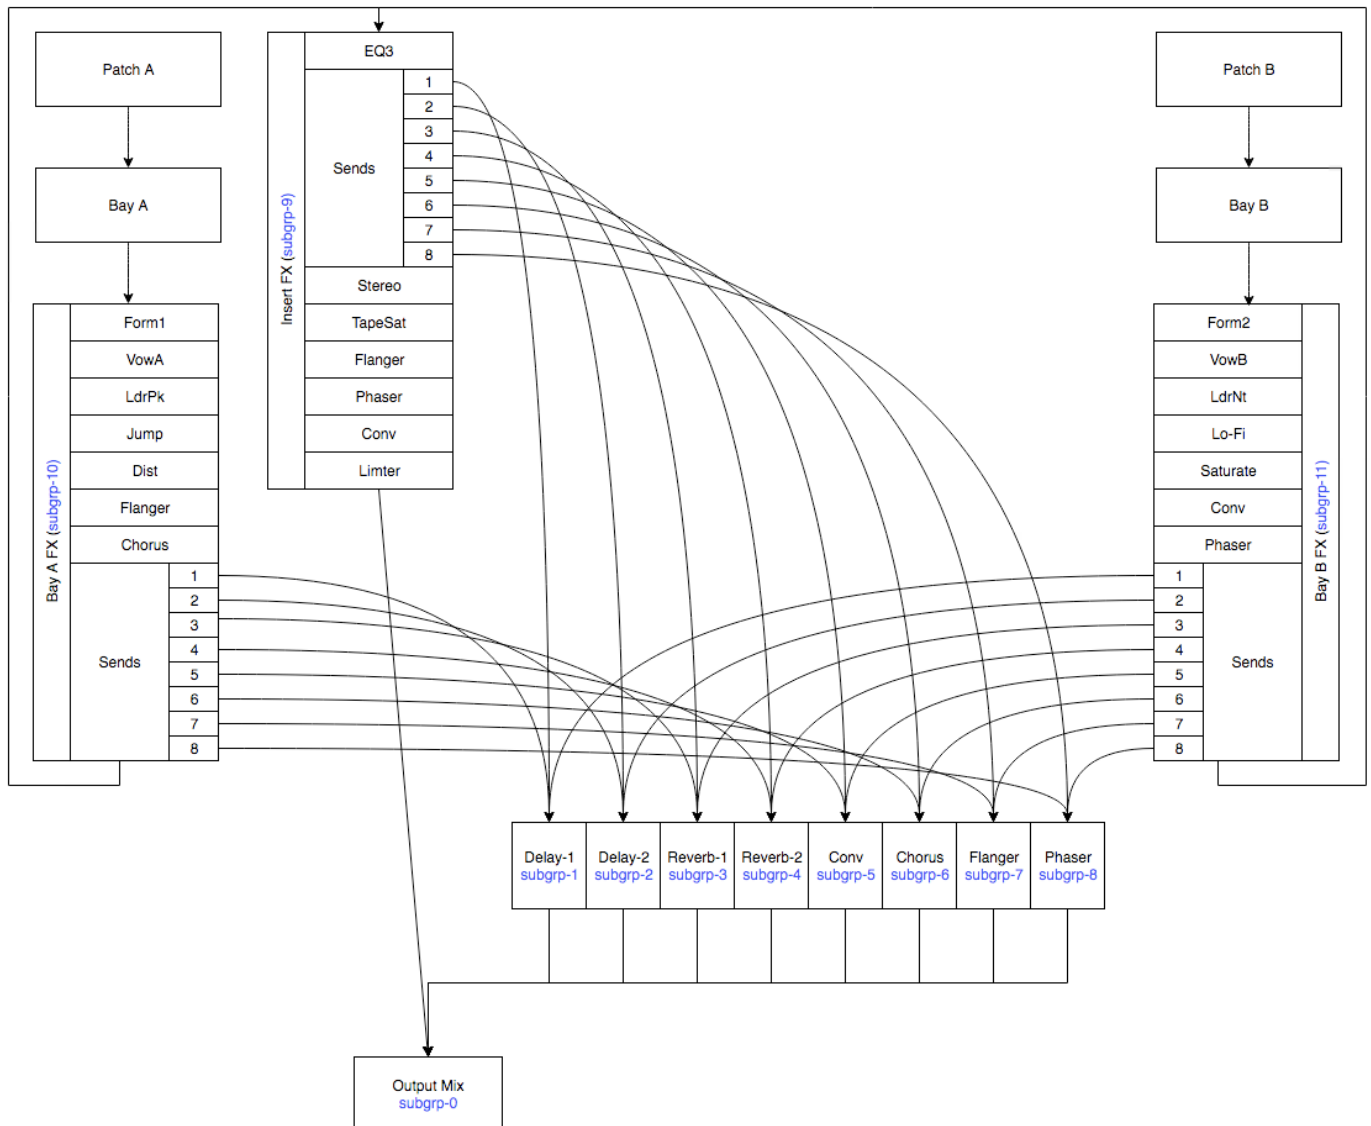 Patch A
Bay A
Bay A FX (subgrp-10)
Form1
VowA
LdrPk
Jump
Dist
Flanger
Chorus
Sends
1
2
3
4
5
6
7
8
Insert FX (subgrp-9)
EQ3
Sends
1
2
3
4
5
6
7
8
Stereo
TapeSat
Flanger
Phaser
Conv
Limter
Patch B
Bay B
Form2
VowB
LdrNt
Lo-Fi
Saturate
Conv
Phaser
1
2
3
4
5
6
7
8
Sends
Bay B FX (subgrp-11)
Delay-1
subgrp-1
Delay-2
subgrp-2
Reverb-1
subgrp-3
Reverb-2
subgrp-4
Conv
subgrp-5
Chorus
subgrp-6
Flanger
subgrp-7
Phaser
subgrp-8
Output Mix
subgrp-0